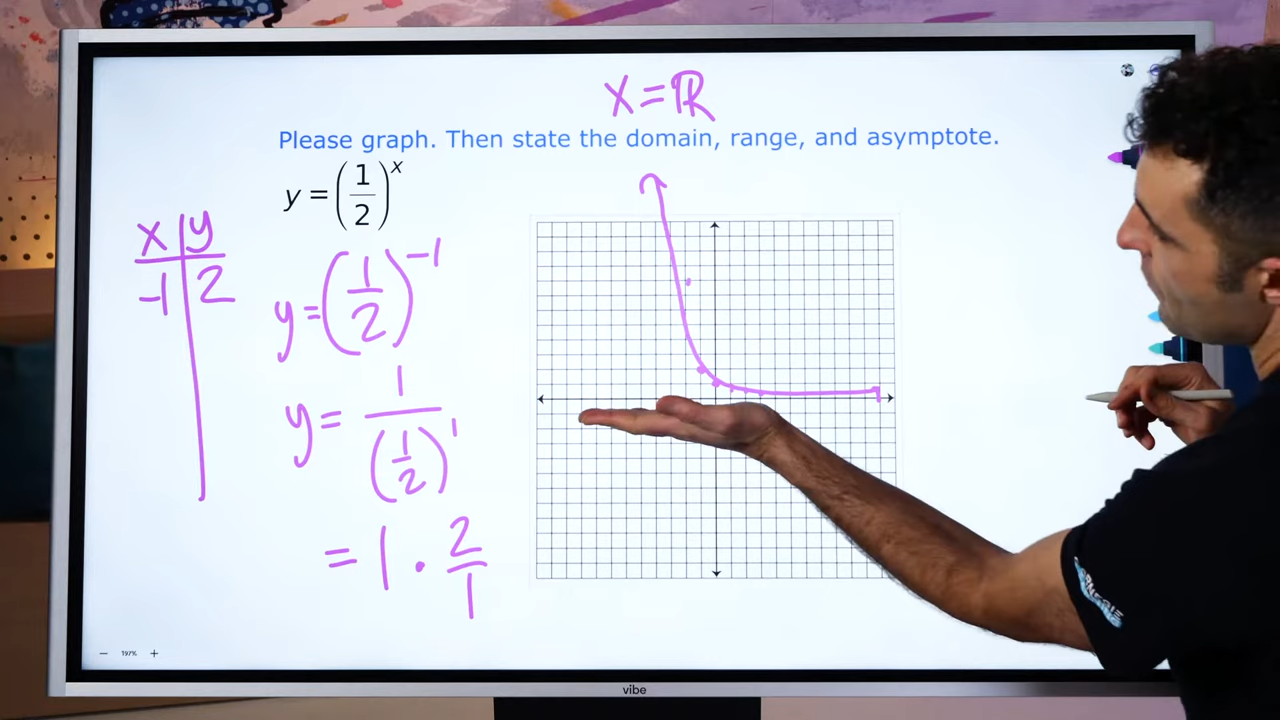 X = ℝ
Please graph. Then state the domain, range, and asymptote.
y = (1/2)^x
x | y
-1 | 2
y = (1/2)^-1
y = 1/(1/2)^1
= 1 · 2/1
− 197% +
vibe